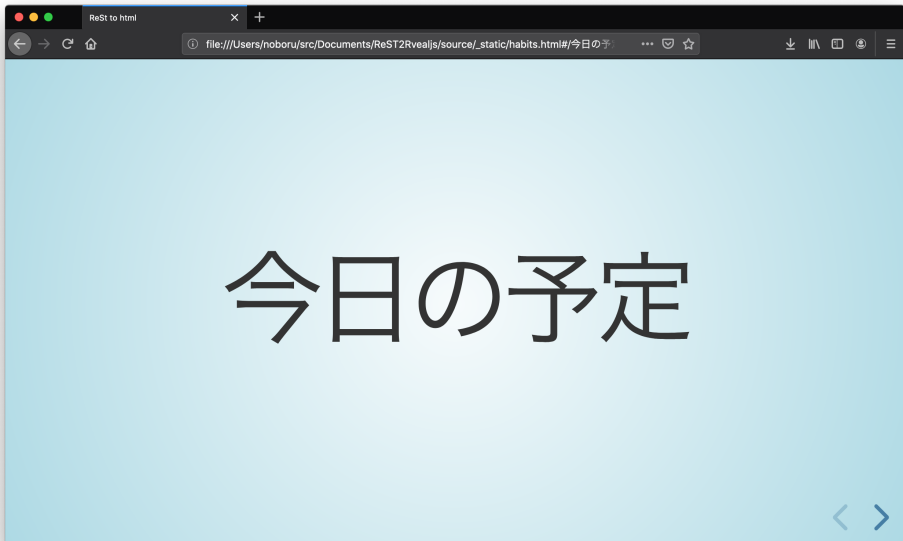 ReSt to html
file:///Users/noboru/src/Documents/ReST2Rvealjs/source/_static/habits.html#/今日の予
今日の予定